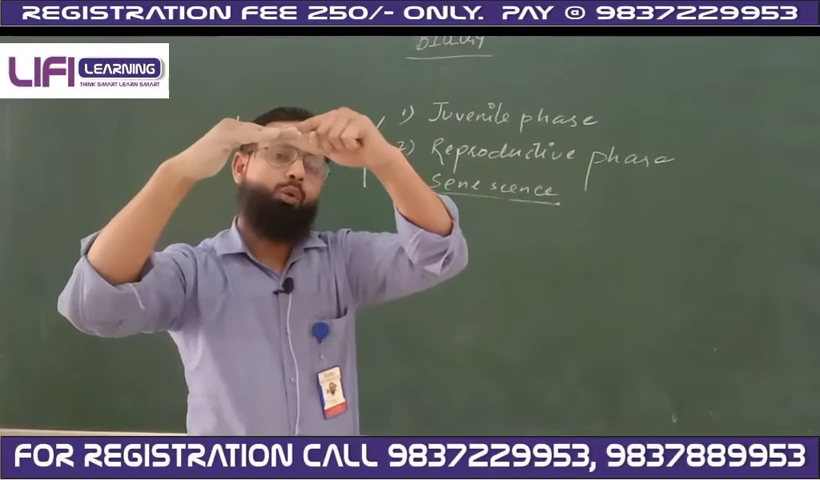 REGISTRATION FEE 250/- ONLY. PAY @ 9837229953
LIFI LEARNING
THINK SMART LEARN SMART
Biology
1) Juvenile phase
2) Reproductive phase
Senescence
FOR REGISTRATION CALL 9837229953, 9837889953